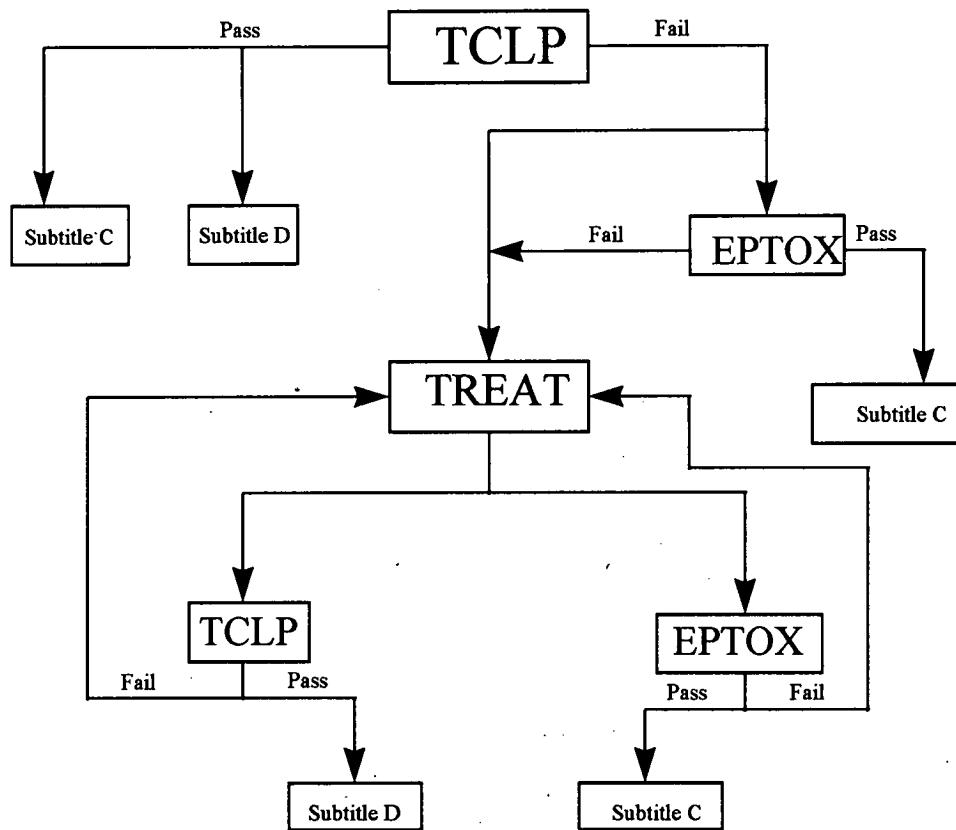 Pass
TCLP
Fail
Subtitle C
Subtitle D
Fail
EPTOX
Pass
TREAT
Subtitle C
TCLP
EPTOX
Fail
Pass
Pass
Fail
Subtitle D
Subtitle C